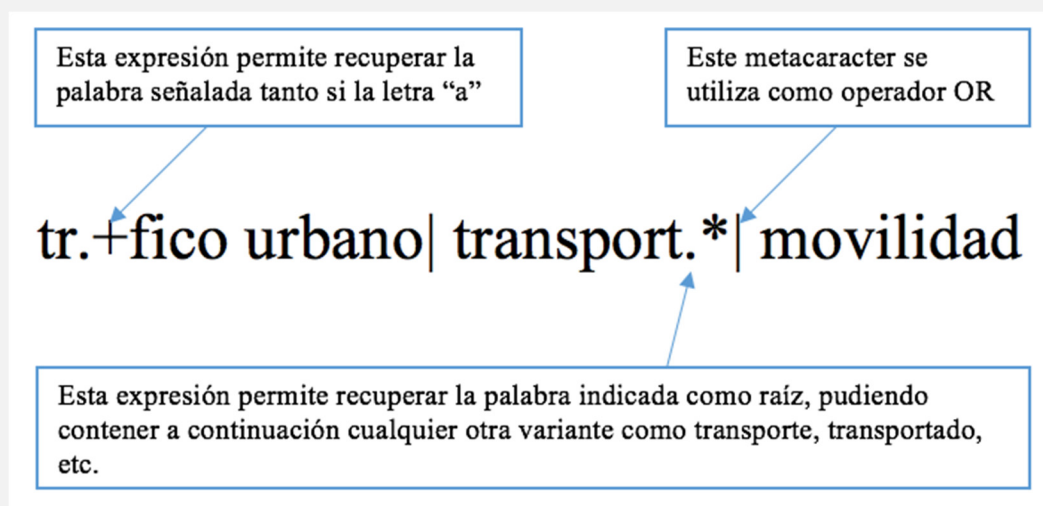 Esta expresión permite recuperar la
palabra señalada tanto si la letra “a”
Este metacaracter se
utiliza como operador OR
tr.+fico urbano| transport.*| movilidad
Esta expresión permite recuperar la palabra indicada como raíz, pudiendo
contener a continuación cualquier otra variante como transporte, transportado,
etc.